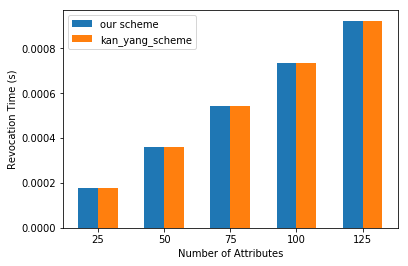 our scheme
kan_yang_scheme
Revocation Time (s)
0.0008
0.0006
0.0004
0.0002
0.0000
25 50 75 100 125
Number of Attributes